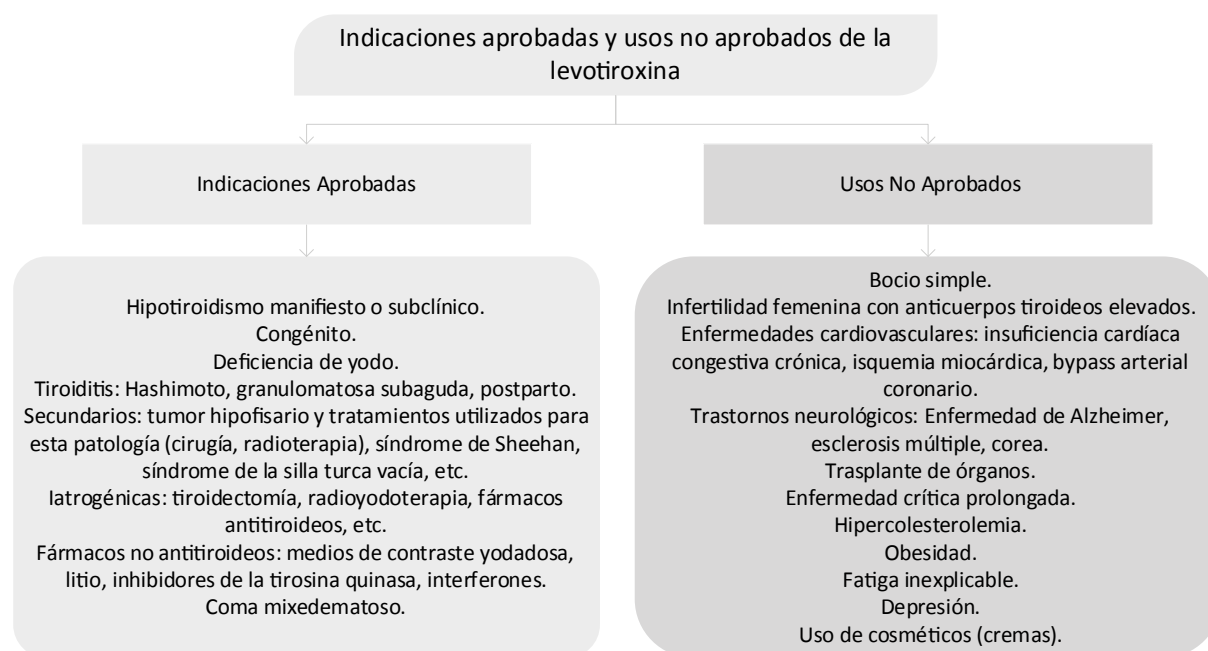 Indicaciones aprobadas y usos no aprobados de la
levotiroxina
Indicaciones Aprobadas
Usos No Aprobados
Hipotiroidismo manifiesto o subclínico.
Congénito.
Deficiencia de yodo.
Tiroiditis: Hashimoto, granulomatosa subaguda, postparto.
Secundarios: tumor hipofisario y tratamientos utilizados para
esta patología (cirugía, radioterapia), síndrome de Sheehan,
síndrome de la silla turca vacía, etc.
Iatrogénicas: tiroidectomía, radioyodoterapia, fármacos
antitiroideos, etc.
Fármacos no antitiroideos: medios de contraste yodadosa,
litio, inhibidores de la tirosina quinasa, interferones.
Coma mixedematoso.
Bocio simple.
Infertilidad femenina con anticuerpos tiroideos elevados.
Enfermedades cardiovasculares: insuficiencia cardíaca
congestiva crónica, isquemia miocárdica, bypass arterial
coronario.
Trastornos neurológicos: Enfermedad de Alzheimer,
esclerosis múltiple, corea.
Trasplante de órganos.
Enfermedad crítica prolongada.
Hipercolesterolemia.
Obesidad.
Fatiga inexplicable.
Depresión.
Uso de cosméticos (cremas).